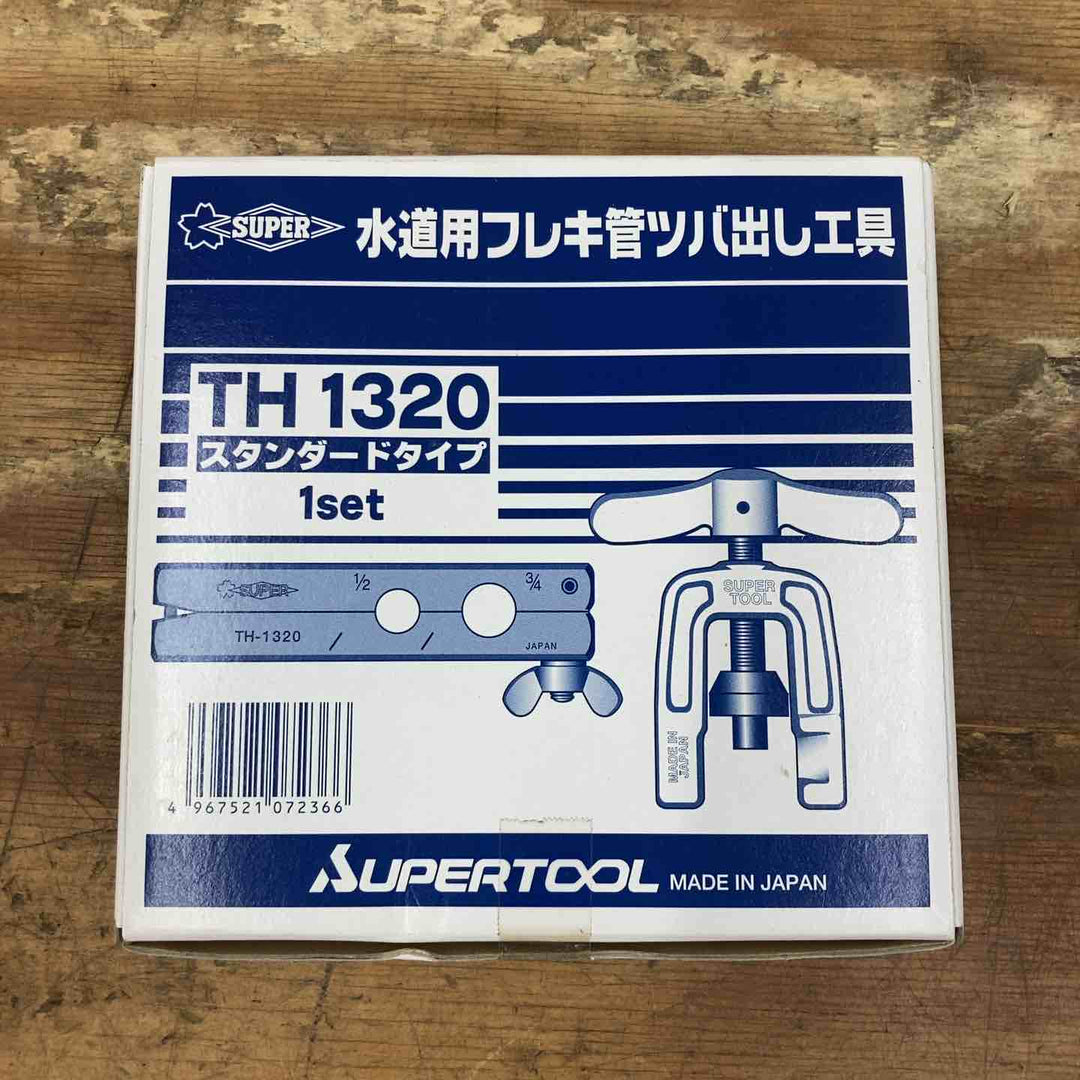 SUPER 水道用フレキ管ツバ出し工具
TH 1320
スタンダードタイプ
1set
SUPER 1/2 3/4
TH-1320 JAPAN
SUPER
TOOL
MADE IN
JAPAN
4 967521 072366
SUPERTOOL MADE IN JAPAN